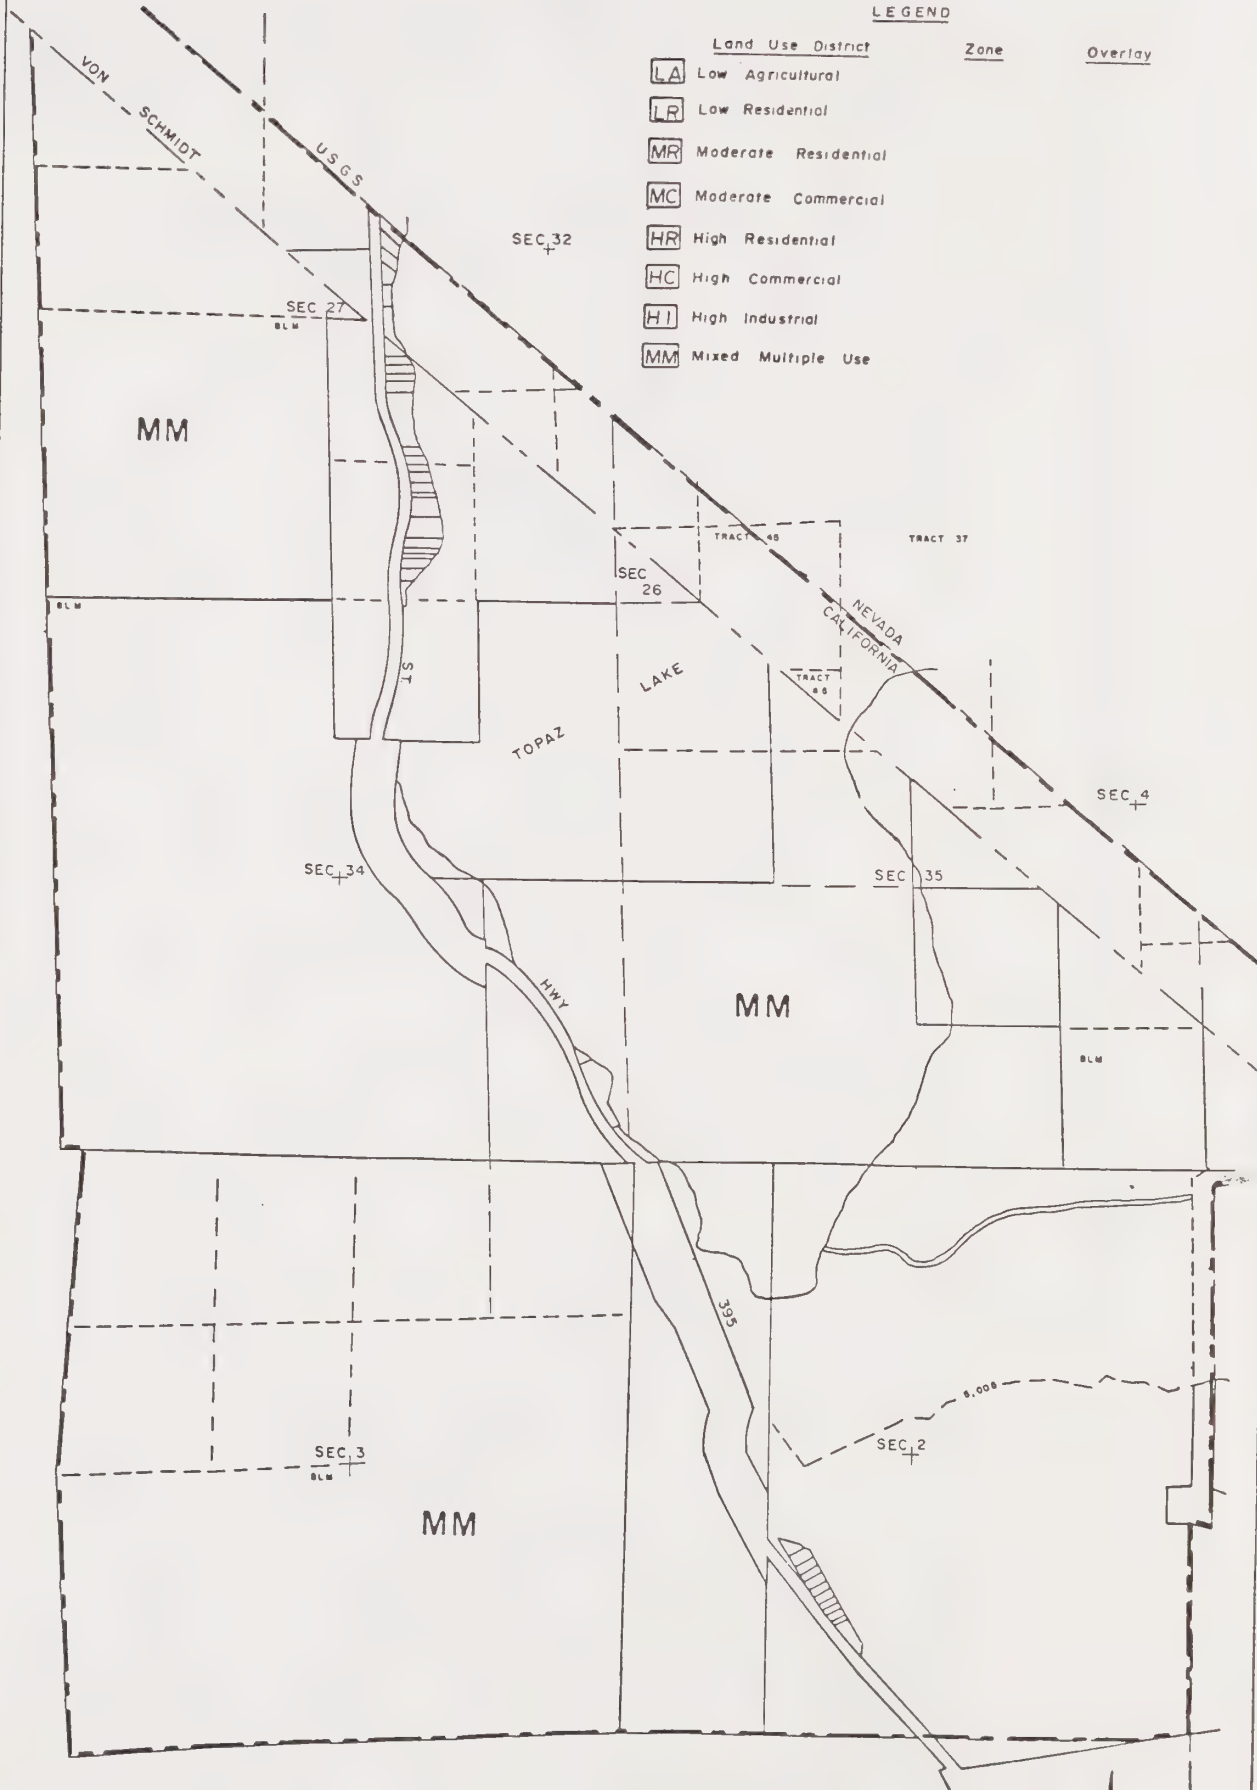 LEGEND
Land Use District Zone Overlay
LA Low Agricultural
LR Low Residential
MR Moderate Residential
MC Moderate Commercial
HR High Residential
HC High Commercial
HI High Industrial
MM Mixed Multiple Use
VON
SCHMIDT
USGS
SEC 32
SEC 27
BLM
MM
TRACT 45
TRACT 37
SEC
26
BLM
NEVADA
CALIFORNIA
ST
LAKE
TRACT
TOPAZ
SEC 4
SEC 34
SEC 35
HWY
MM
BLM
395
SEC 2
SEC 3
BLM
MM